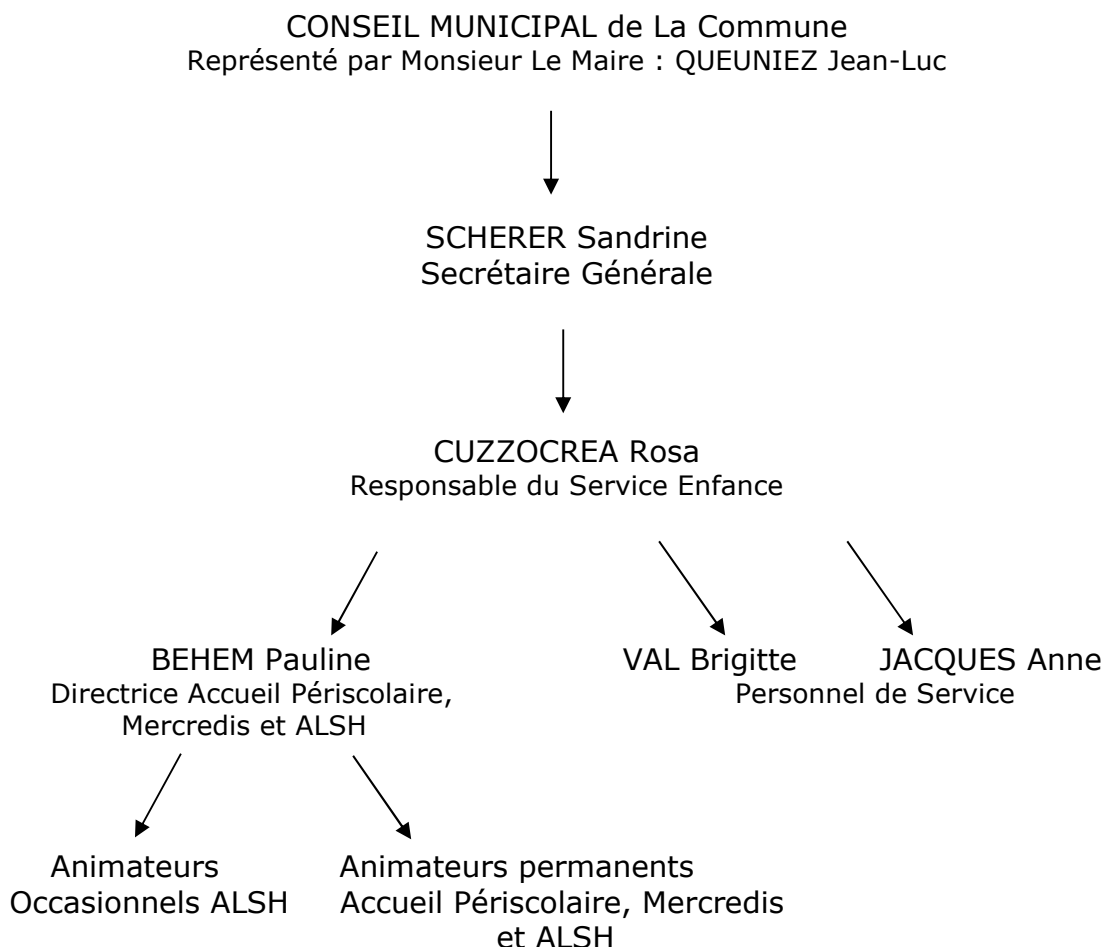 CONSEIL MUNICIPAL de La Commune
Représenté par Monsieur Le Maire : QUEUNIEZ Jean-Luc
SCHERER Sandrine
Secrétaire Générale
CUZZOCREA Rosa
Responsable du Service Enfance
BEHEM Pauline
Directrice Accueil Périscolaire,
Mercredis et ALSH
VAL Brigitte
JACQUES Anne
Personnel de Service
Animateurs
Occasionnels ALSH
Animateurs permanents
Accueil Périscolaire, Mercredis
et ALSH